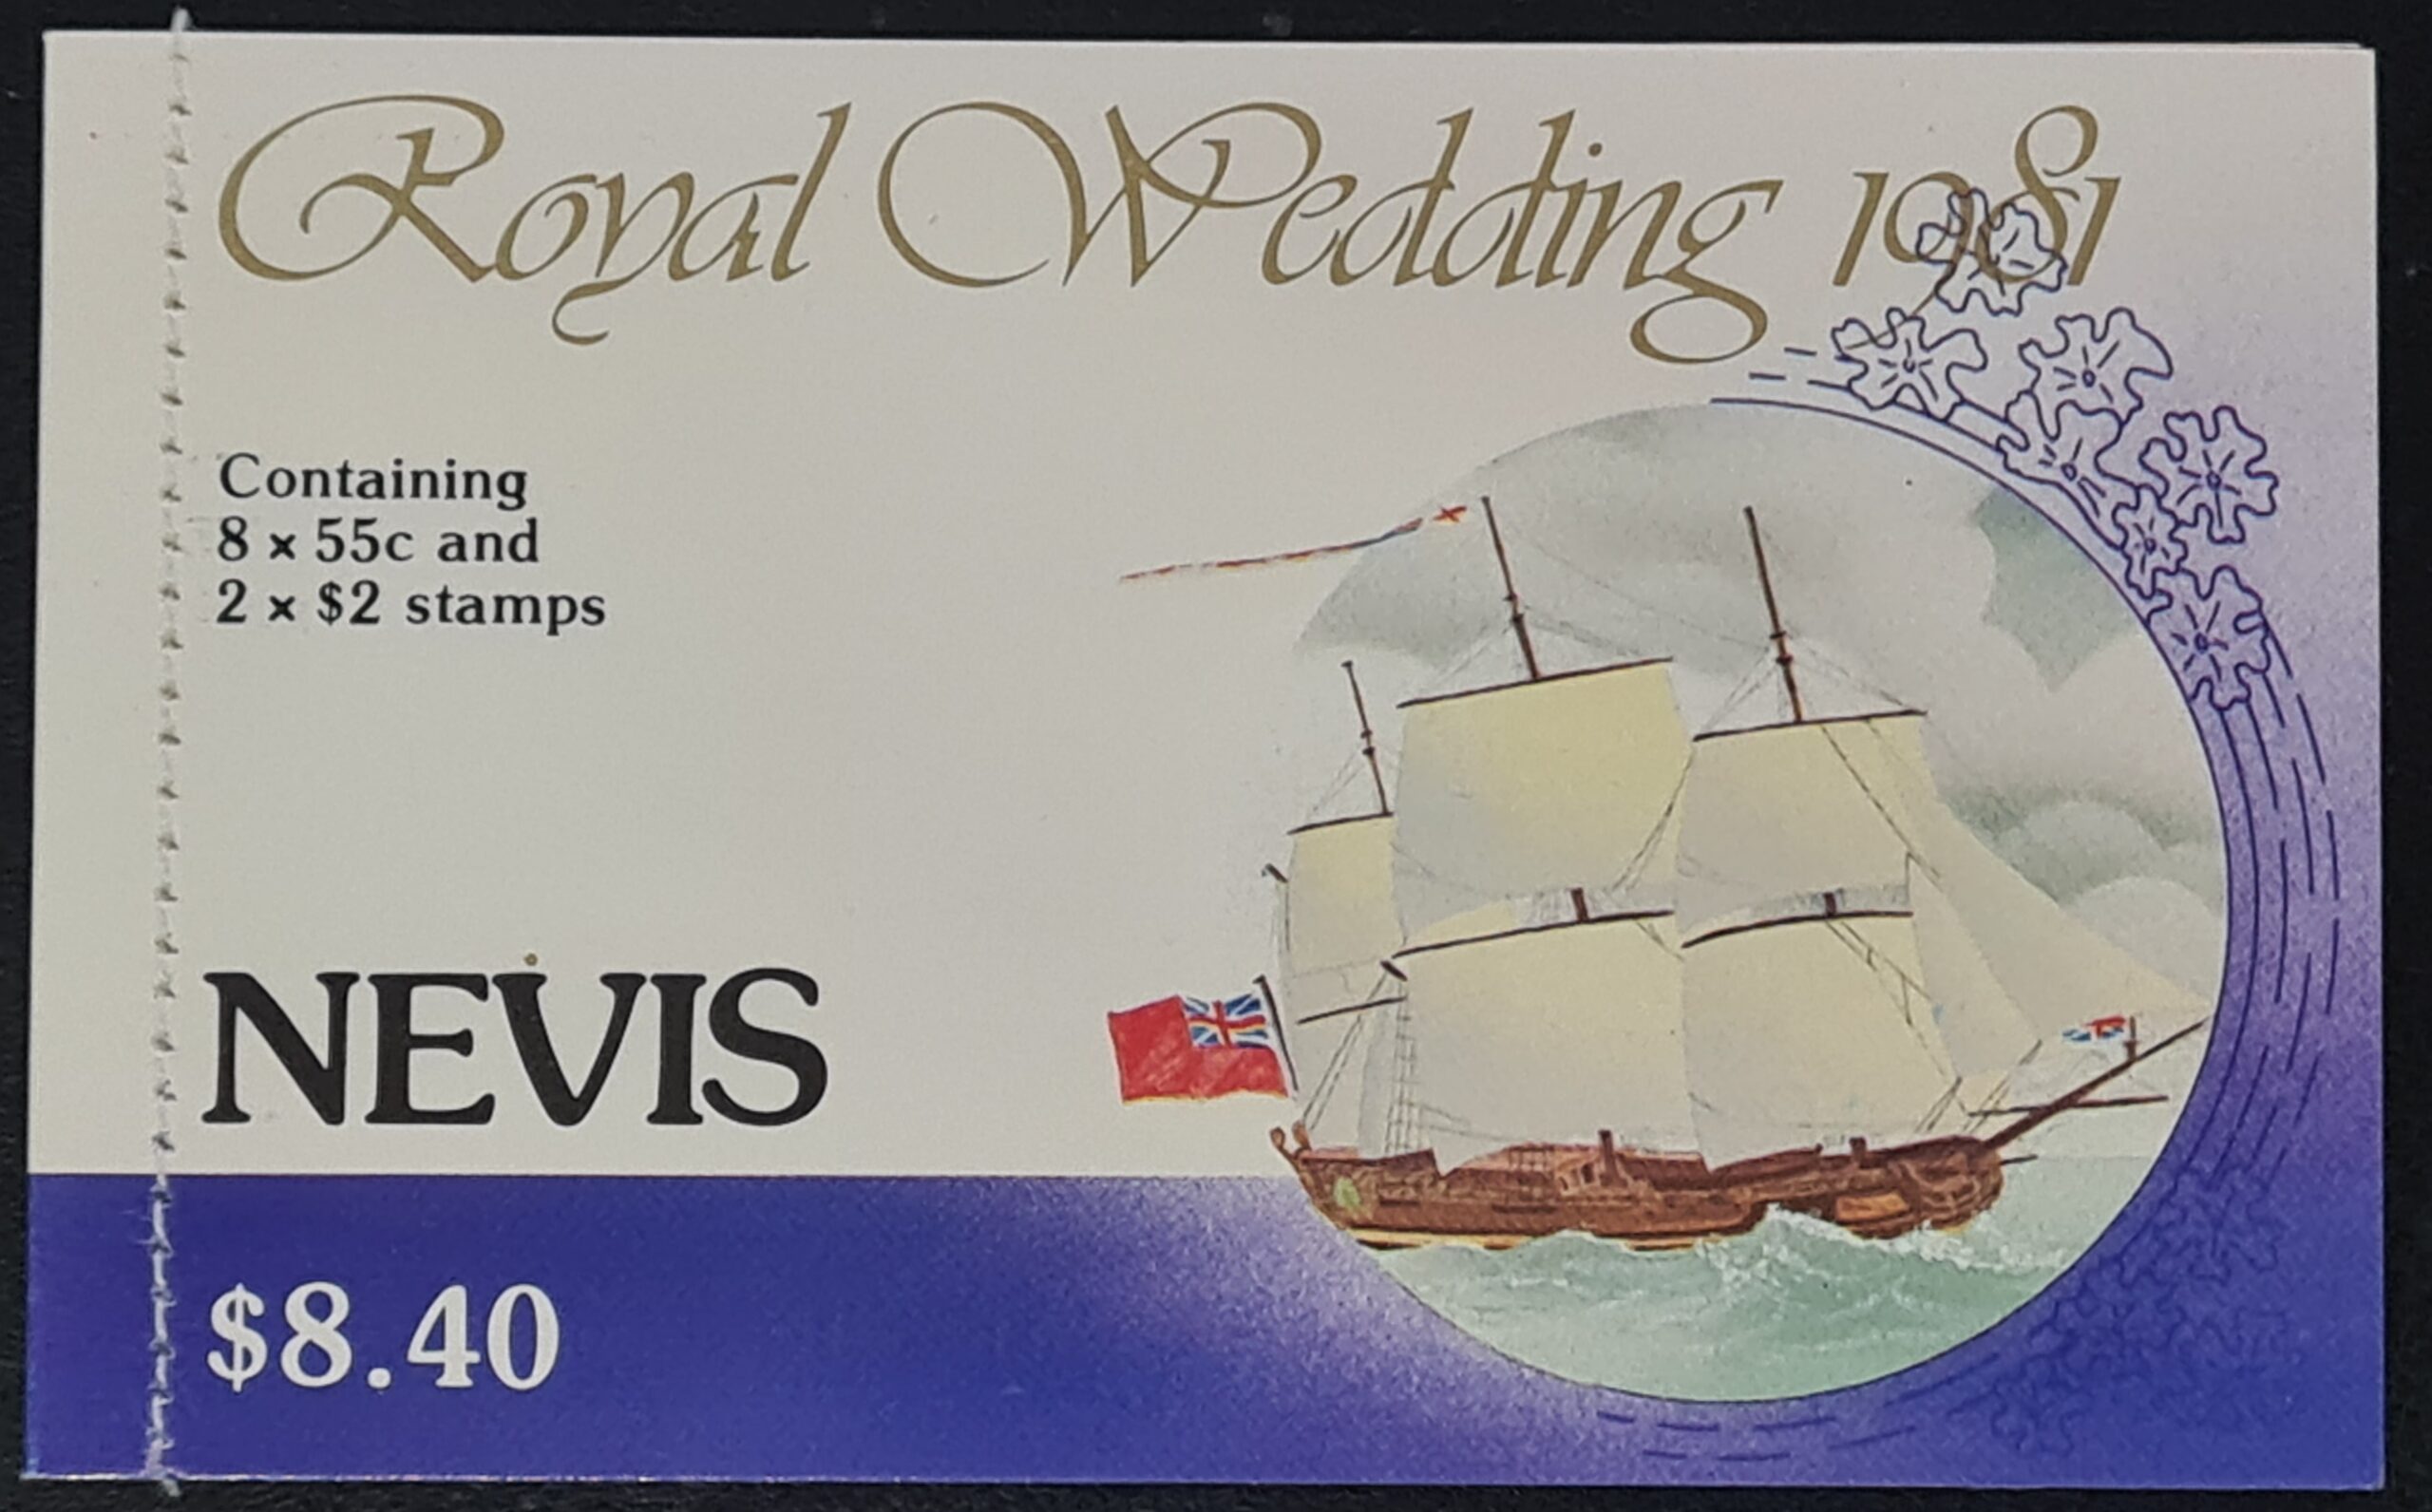 Royal Wedding 1981
Containing
8 x 55c and
2 x $2 stamps
NEVIS
$8.40